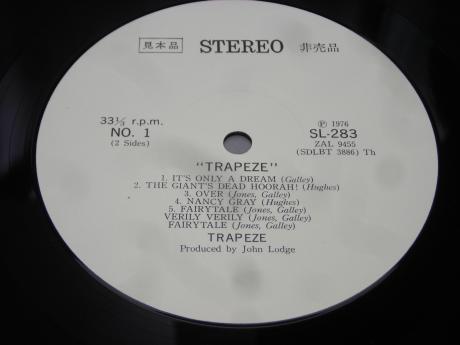 見本品 STEREO 非売品
33⅓ r.p.m. Ⓟ 1976
NO. 1 SL-283
(2 Sides) ZAL 9455
(SDLBT 3886) Th
"TRAPEZE"
1. IT'S ONLY A DREAM (Galley)
2. THE GIANT'S DEAD HOORAH! (Hughes)
3. OVER (Jones, Galley)
4. NANCY GRAY (Hughes)
5. FAIRYTALE (Jones, Galley)
VERILY VERILY (Jones, Galley)
FAIRYTALE (Jones, Galley)
TRAPEZE
Produced by John Lodge